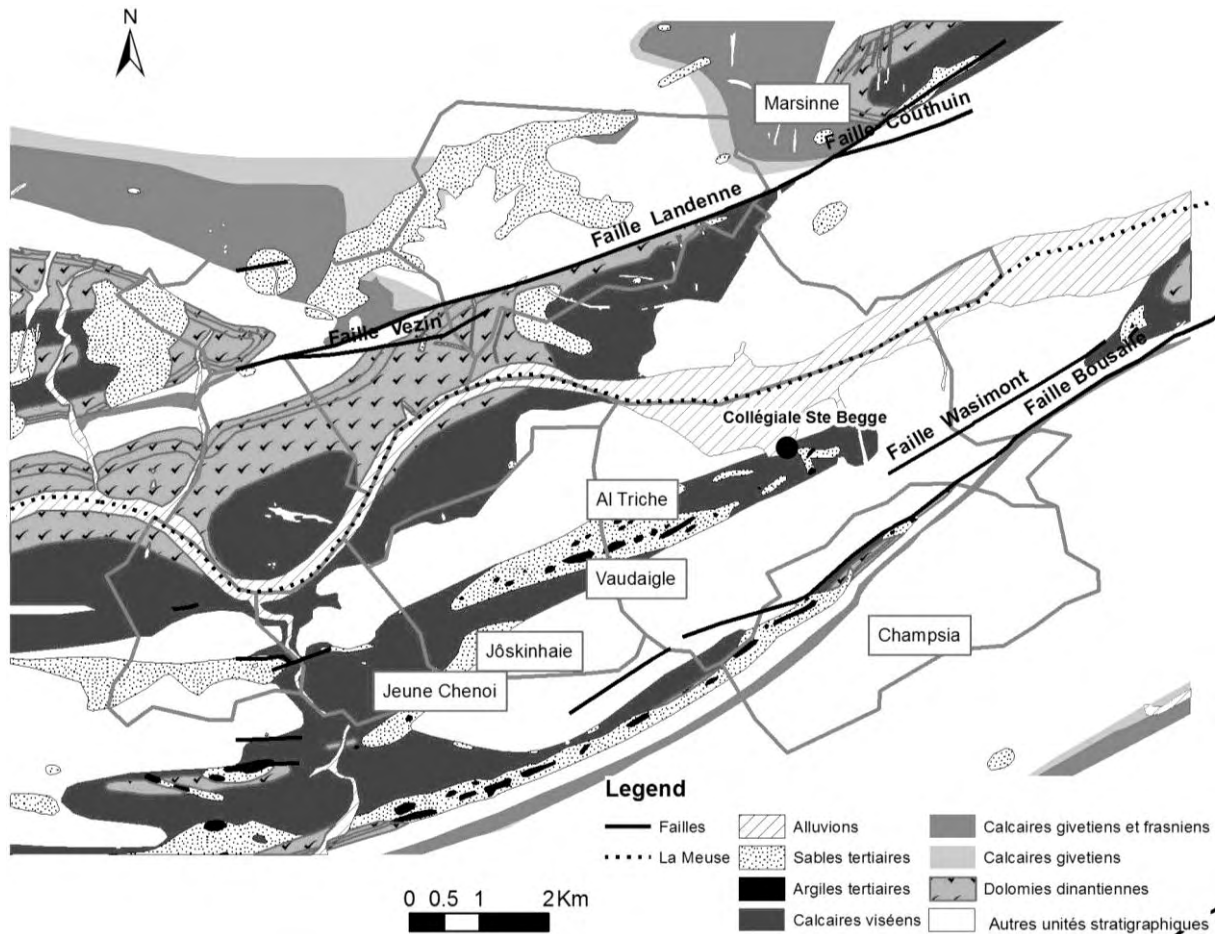 N
Marsinne
Faille Couthuin
Faille Landenne
Faille Vezin
Collégiale Ste Begge
Faille Wasimont
Faille Bousalle
Al Triche
Vaudaigle
Champsia
Jôskinhaie
Jeune Chenoi
Legend
Failles
La Meuse
Alluvions
Sables tertiaires
Argiles tertiaires
Calcaires viséens
Calcaires givetiens et frasniens
Calcaires givetiens
Dolomies dinantiennes
Autres unités stratigraphiques
0 0.5 1 2 Km